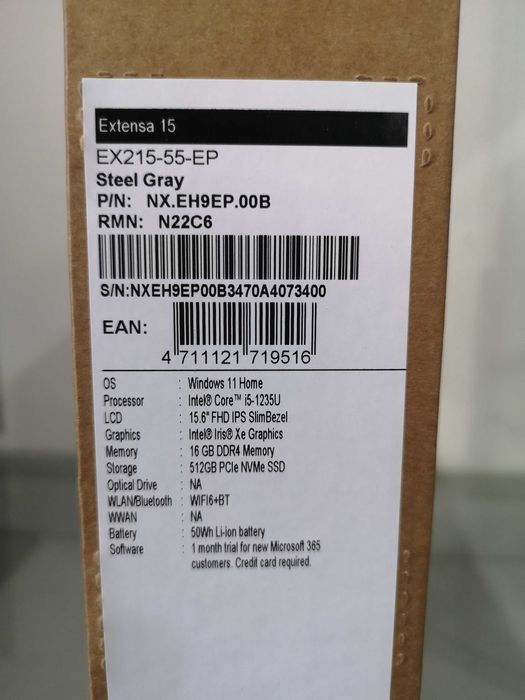 Extensa 15
EX215-55-EP
Steel Gray
P/N: NX.EH9EP.00B
RMN: N22C6
S/N:NXEH9EP00B3470A4073400
EAN:
4 711121 719516
OS : Windows 11 Home
Processor : Intel® Core™ i5-1235U
LCD : 15.6" FHD IPS SlimBezel
Graphics : Intel® Iris® Xe Graphics
Memory : 16 GB DDR4 Memory
Storage : 512GB PCIe NVMe SSD
Optical Drive : NA
WLAN/Bluetooth : WIFI6+BT
WWAN : NA
Battery : 50Wh Li-ion battery
Software : 1 month trial for new Microsoft 365
customers. Credit card required.